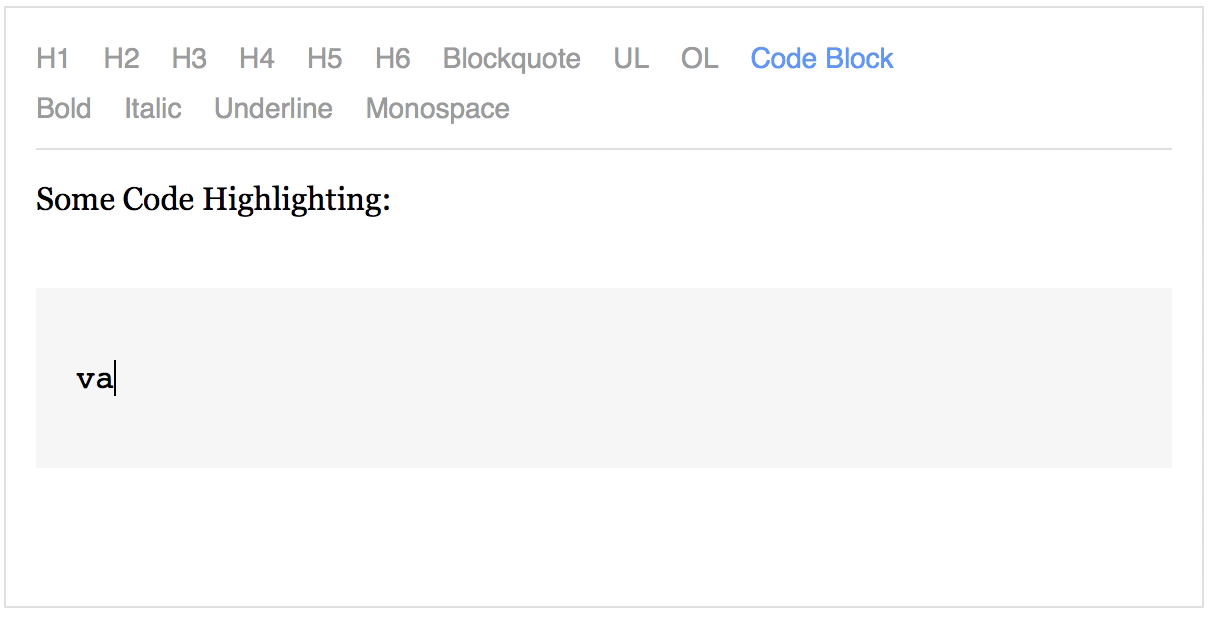 H1 H2 H3 H4 H5 H6 Blockquote UL OL Code Block
Bold Italic Underline Monospace
Some Code Highlighting:
va